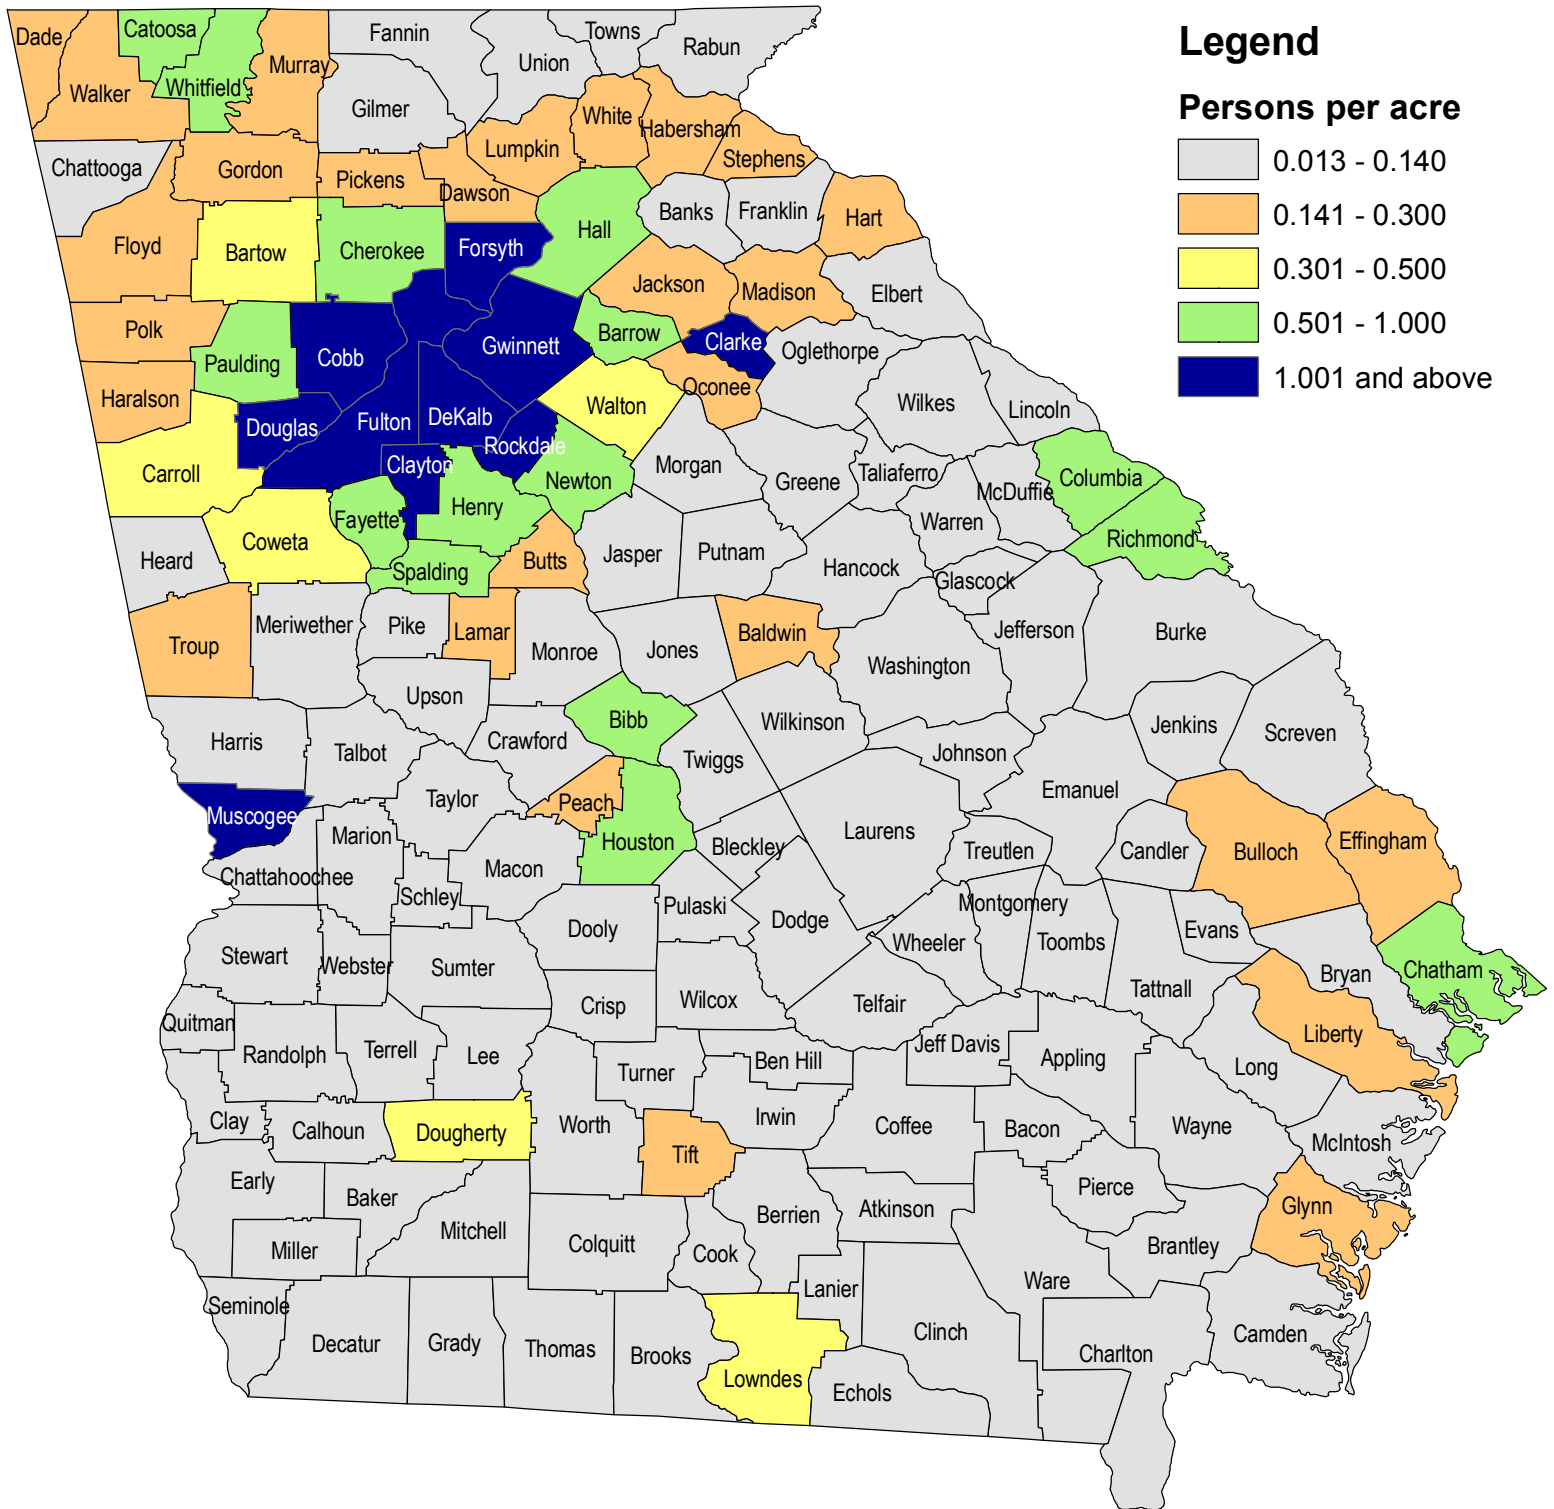 Legend
Persons per acre
0.013 - 0.140
0.141 - 0.300
0.301 - 0.500
0.501 - 1.000
1.001 and above
Dade
Catoosa
Fannin
Towns
Rabun
Union
Murray
Whitfield
Walker
Gilmer
White
Habersham
Lumpkin
Stephens
Chattooga
Gordon
Pickens
Dawson
Banks
Franklin
Hart
Hall
Floyd
Bartow
Cherokee
Forsyth
Jackson
Madison
Elbert
Polk
Paulding
Cobb
Gwinnett
Barrow
Clarke
Oglethorpe
Haralson
Oconee
Walton
Wilkes
Lincoln
Douglas
Fulton
DeKalb
Rockdale
Carroll
Clayton
Newton
Morgan
Greene
Taliaferro
McDuffie
Columbia
Fayette
Henry
Warren
Richmond
Heard
Coweta
Spalding
Butts
Jasper
Putnam
Hancock
Glascock
Troup
Meriwether
Pike
Lamar
Monroe
Jones
Baldwin
Washington
Jefferson
Burke
Upson
Harris
Talbot
Crawford
Bibb
Twiggs
Wilkinson
Johnson
Jenkins
Screven
Muscogee
Taylor
Peach
Houston
Marion
Macon
Bleckley
Laurens
Emanuel
Treutlen
Candler
Bulloch
Effingham
Chattahoochee
Schley
Dooly
Pulaski
Dodge
Montgomery
Wheeler
Toombs
Evans
Stewart
Webster
Sumter
Crisp
Wilcox
Telfair
Tattnall
Bryan
Chatham
Quitman
Randolph
Terrell
Lee
Turner
Ben Hill
Jeff Davis
Appling
Long
Liberty
Clay
Calhoun
Dougherty
Worth
Tift
Irwin
Coffee
Bacon
Wayne
McIntosh
Early
Baker
Mitchell
Colquitt
Cook
Berrien
Atkinson
Pierce
Brantley
Glynn
Miller
Lanier
Ware
Seminole
Decatur
Grady
Thomas
Brooks
Lowndes
Echols
Clinch
Charlton
Camden